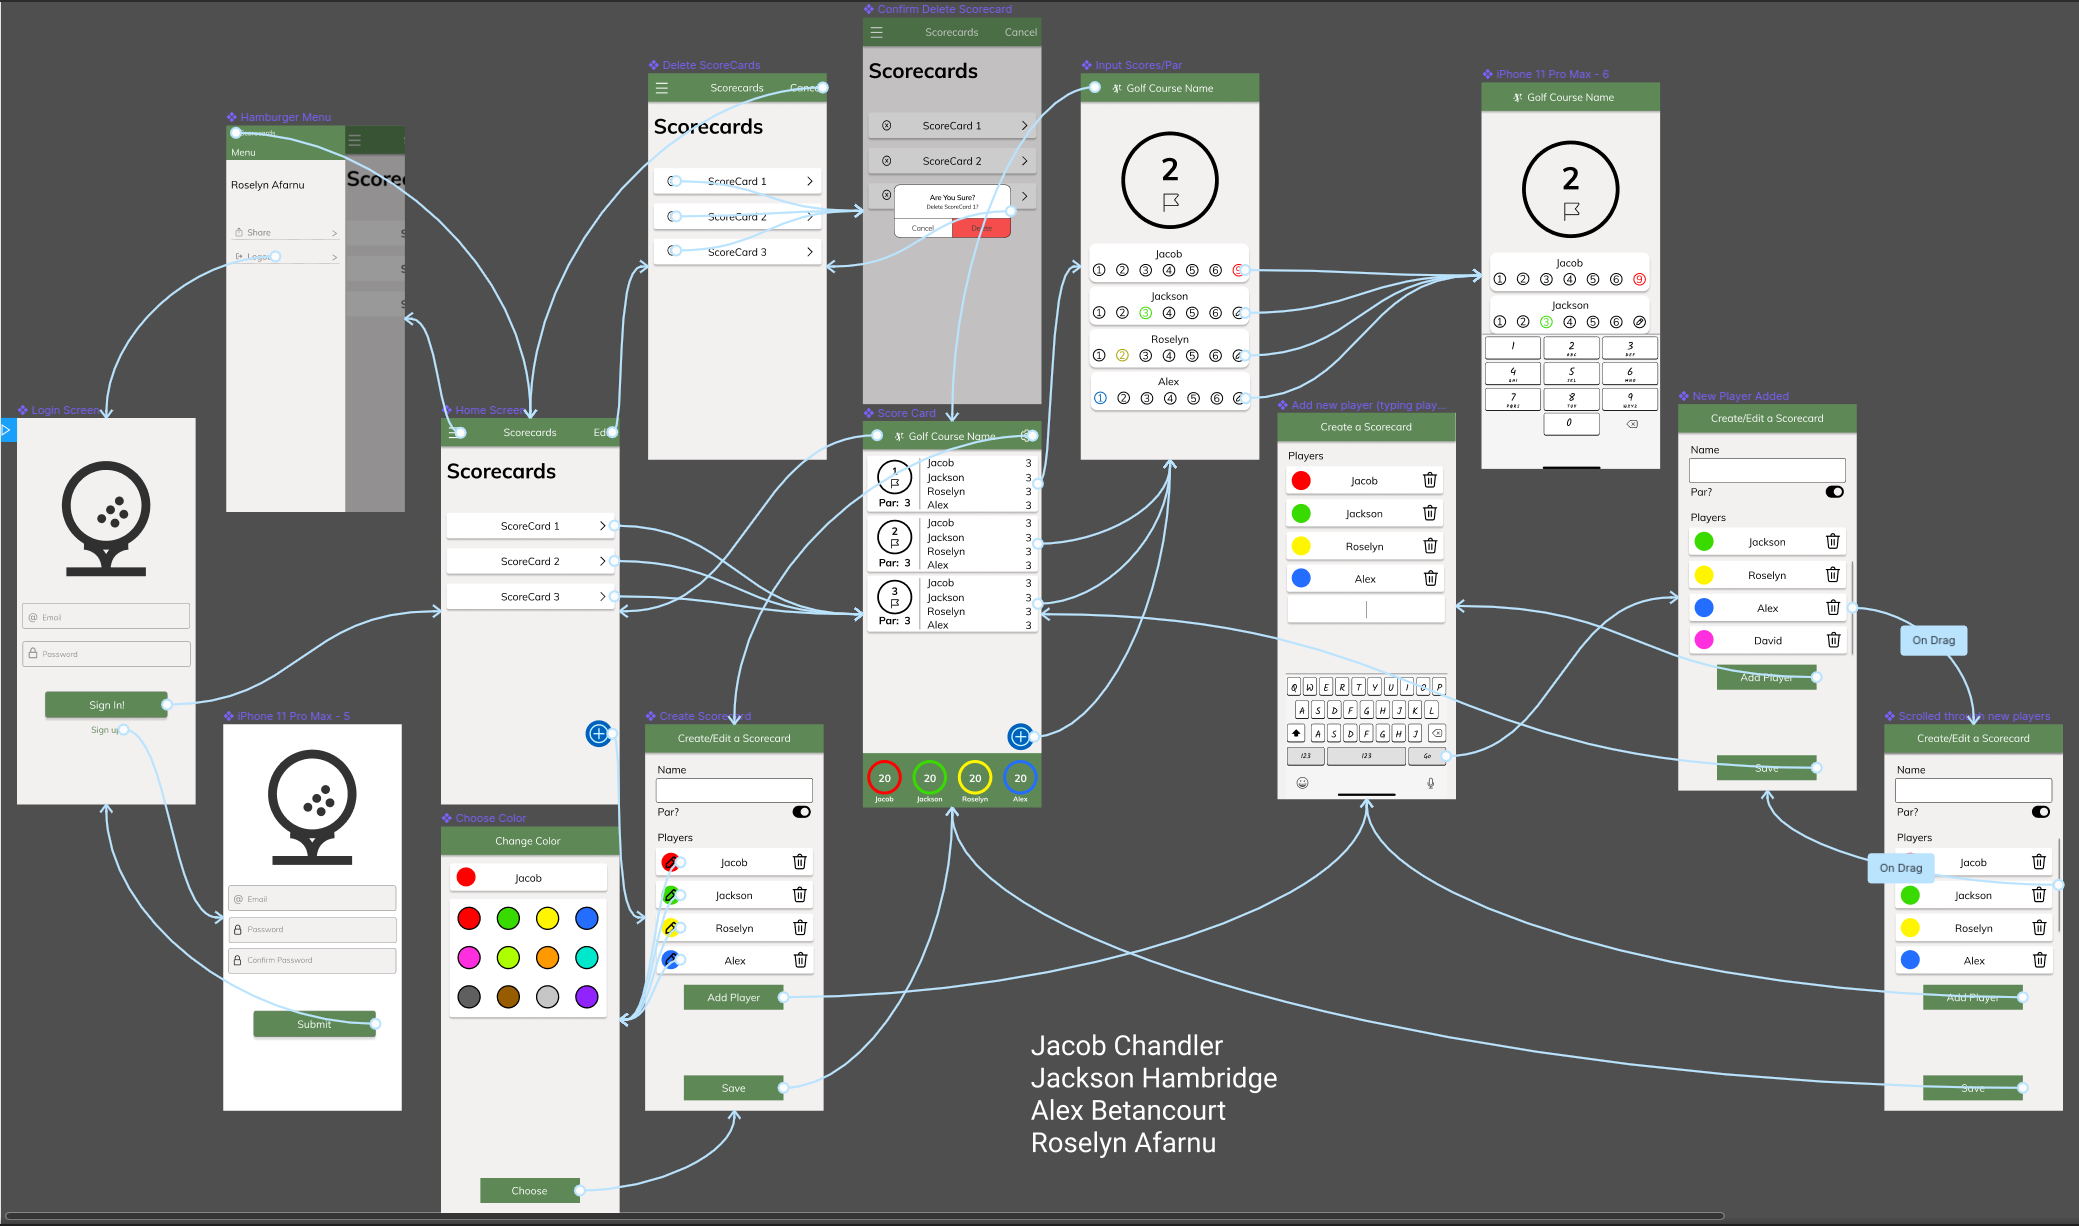 Confirm Delete Scorecard
Scorecards Cancel
Scorecards
ScoreCard 1
ScoreCard 2
Are You Sure?
Delete ScoreCard 1?
Cancel Delete
Delete ScoreCards
Scorecards
Scorecards
ScoreCard 1
ScoreCard 2
ScoreCard 3
Input Scores/Par
Golf Course Name
2
Jacob
1 2 3 4 5 6 9
Jackson
1 2 3 4 5 6
Roselyn
1 2 3 4 5 6
Alex
1 2 3 4 5 6
iPhone 11 Pro Max - 6
Golf Course Name
2
Jacob
1 2 3 4 5 6 9
Jackson
1 2 3 4 5 6
1 2 3
ABC DEF
4 5 6
GHI JKL MNO
7 8 9
PQRS TUV WXYZ
0
Hamburger Menu
Scorecards
Menu
Roselyn Afarnu
Share
Logout
Login Screen
Email
Password
Sign In!
Sign up
iPhone 11 Pro Max - 5
Email
Password
Confirm Password
Submit
Home Screen
Scorecards Edit
Scorecards
ScoreCard 1
ScoreCard 2
ScoreCard 3
Choose Color
Change Color
Jacob
Choose
Create Scorecard
Create/Edit a Scorecard
Name
Par?
Players
Jacob
Jackson
Roselyn
Alex
Add Player
Save
Score Card
Golf Course Name
1
Par: 3
Jacob 3
Jackson 3
Roselyn 3
Alex 3
2
Par: 3
Jacob 3
Jackson 3
Roselyn 3
Alex 3
3
Par: 3
Jacob 3
Jackson 3
Roselyn 3
Alex 3
20 20 20 20
Jacob Jackson Roselyn Alex
Add new player (typing play...
Create a Scorecard
Players
Jacob
Jackson
Roselyn
Alex
Q W E R T Y U I O P
A S D F G H J K L
A S D F G H J
123 123 Go
New Player Added
Create/Edit a Scorecard
Name
Par?
Players
Jackson
Roselyn
Alex
David
Add Player
Save
On Drag
Scrolled through new players
Create/Edit a Scorecard
Name
Par?
Players
On Drag
Jacob
Jackson
Roselyn
Alex
Add Player
Save
Jacob Chandler
Jackson Hambridge
Alex Betancourt
Roselyn Afarnu